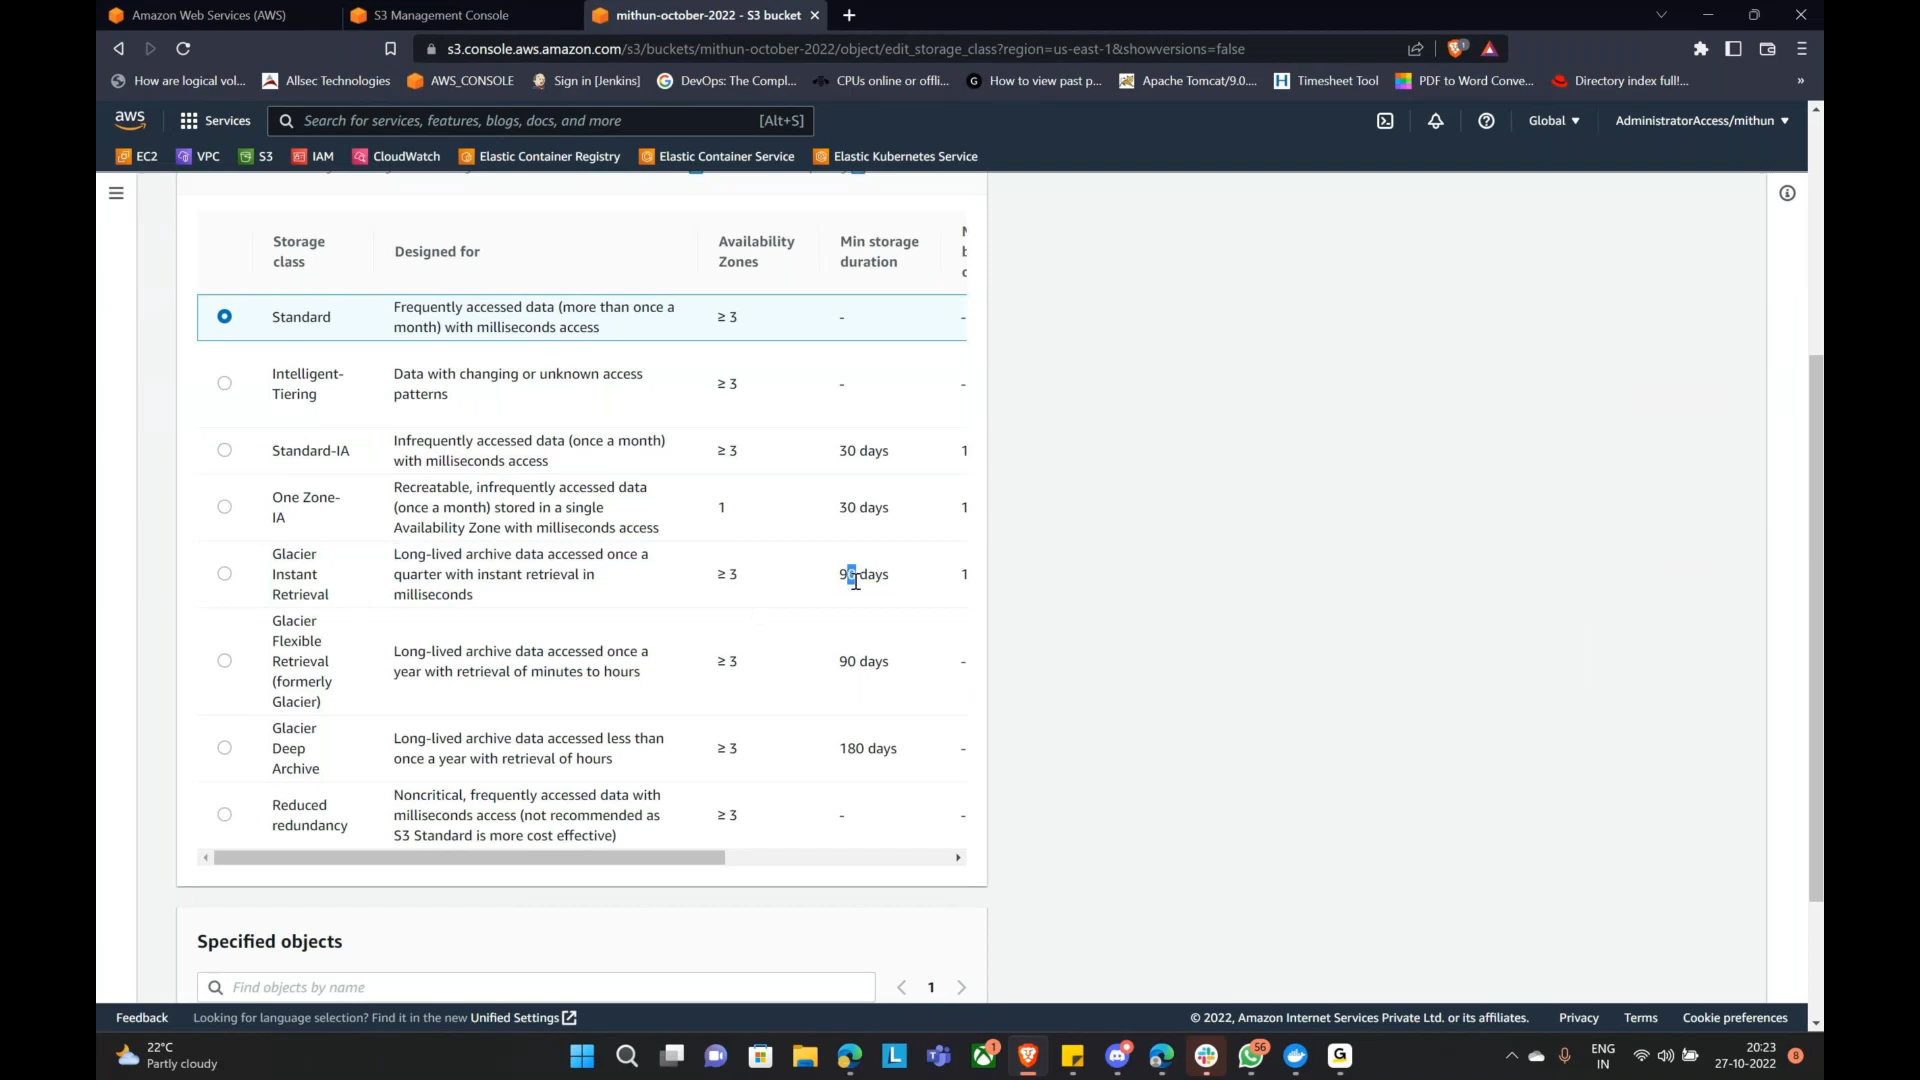 Amazon Web Services (AWS)
S3 Management Console
mithun-october-2022 - S3 bucket
s3.console.aws.amazon.com/s3/buckets/mithun-october-2022/object/edit_storage_class?region=us-east-1&showversions=false
How are logical vol...
Allsec Technologies
AWS_CONSOLE
Sign in [Jenkins]
DevOps: The Compl...
CPUs online or offli...
How to view past p...
Apache Tomcat/9.0....
Timesheet Tool
PDF to Word Conve...
Directory index full!...
aws
Services
Search for services, features, blogs, docs, and more
[Alt+S]
Global
AdministratorAccess/mithun
EC2
VPC
S3
IAM
CloudWatch
Elastic Container Registry
Elastic Container Service
Elastic Kubernetes Service
Storage
class
Designed for
Availability
Zones
Min storage
duration
Standard
Frequently accessed data (more than once a
month) with milliseconds access
≥ 3
-
-
Intelligent-
Tiering
Data with changing or unknown access
patterns
≥ 3
-
-
Standard-IA
Infrequently accessed data (once a month)
with milliseconds access
≥ 3
30 days
1
One Zone-
IA
Recreatable, infrequently accessed data
(once a month) stored in a single
Availability Zone with milliseconds access
1
30 days
1
Glacier
Instant
Retrieval
Long-lived archive data accessed once a
quarter with instant retrieval in
milliseconds
≥ 3
90 days
1
Glacier
Flexible
Retrieval
(formerly
Glacier)
Long-lived archive data accessed once a
year with retrieval of minutes to hours
≥ 3
90 days
-
Glacier
Deep
Archive
Long-lived archive data accessed less than
once a year with retrieval of hours
≥ 3
180 days
-
Reduced
redundancy
Noncritical, frequently accessed data with
milliseconds access (not recommended as
S3 Standard is more cost effective)
≥ 3
-
-
Specified objects
Find objects by name
1
Feedback
Looking for language selection? Find it in the new Unified Settings
© 2022, Amazon Internet Services Private Ltd. or its affiliates.
Privacy
Terms
Cookie preferences
22°C
Partly cloudy
1
56
ENG
IN
20:23
27-10-2022
8